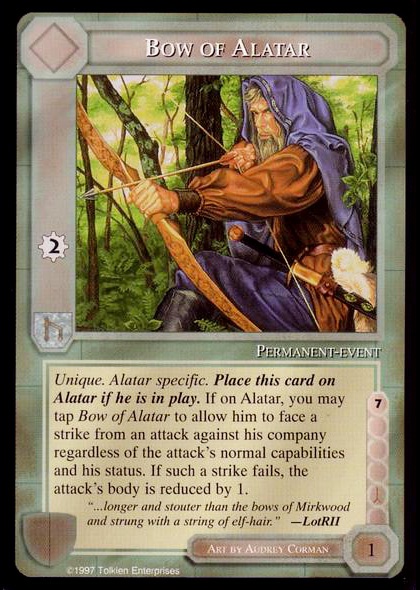 BOW OF ALATAR
2
PERMANENT-EVENT
Unique. Alatar specific. Place this card on
Alatar if he is in play. If on Alatar, you may
tap Bow of Alatar to allow him to face a
strike from an attack against his company
regardless of the attack's normal capabilities
and his status. If such a strike fails, the
attack's body is reduced by 1.
7
"...longer and stouter than the bows of Mirkwood
and strung with a string of elf-hair." —LotRII
ART BY AUDREY CORMAN
1
©1997 Tolkien Enterprises